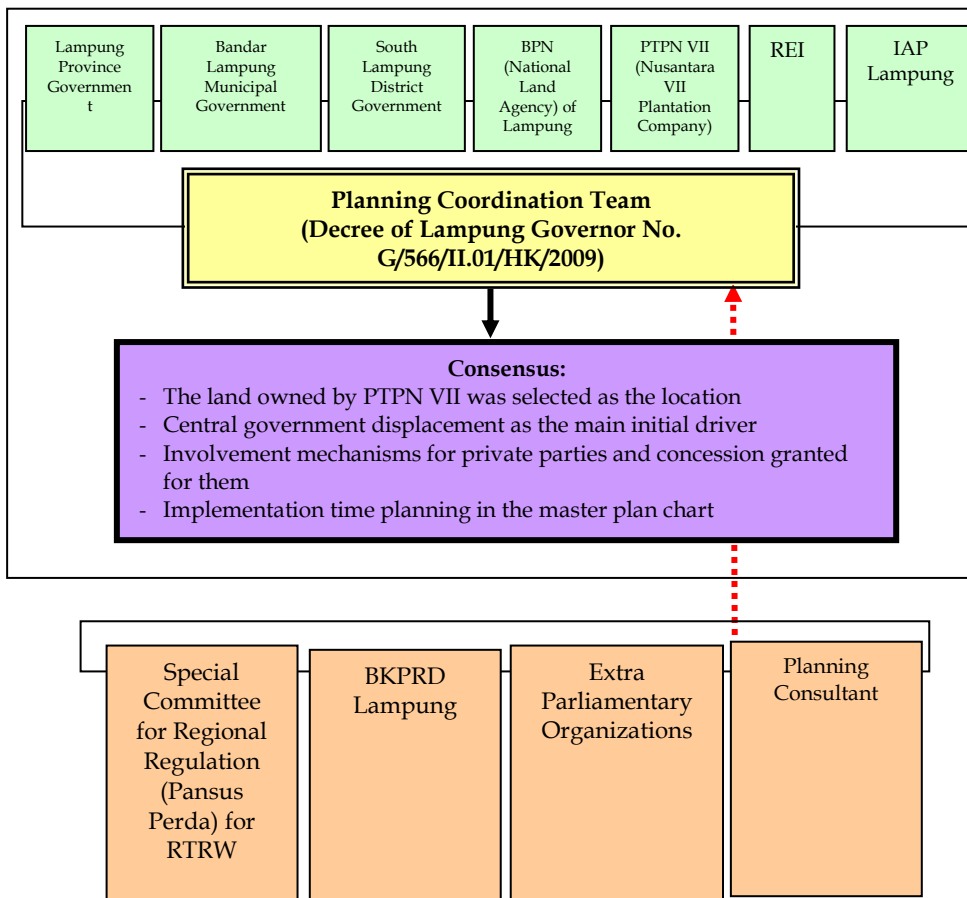 Lampung
Province
Governmen
t
Bandar
Lampung
Municipal
Government
South
Lampung
District
Government
BPN
(National
Land
Agency) of
Lampung
PTPN VII
(Nusantara
VII
Plantation
Company)
REI
IAP
Lampung
Planning Coordination Team
(Decree of Lampung Governor No.
G/566/II.01/HK/2009)
Consensus:
- The land owned by PTPN VII was selected as the location
- Central government displacement as the main initial driver
- Involvement mechanisms for private parties and concession granted
for them
- Implementation time planning in the master plan chart
Special
Committee
for Regional
Regulation
(Pansus
Perda) for
RTRW
BKPRD
Lampung
Extra
Parliamentary
Organizations
Planning
Consultant